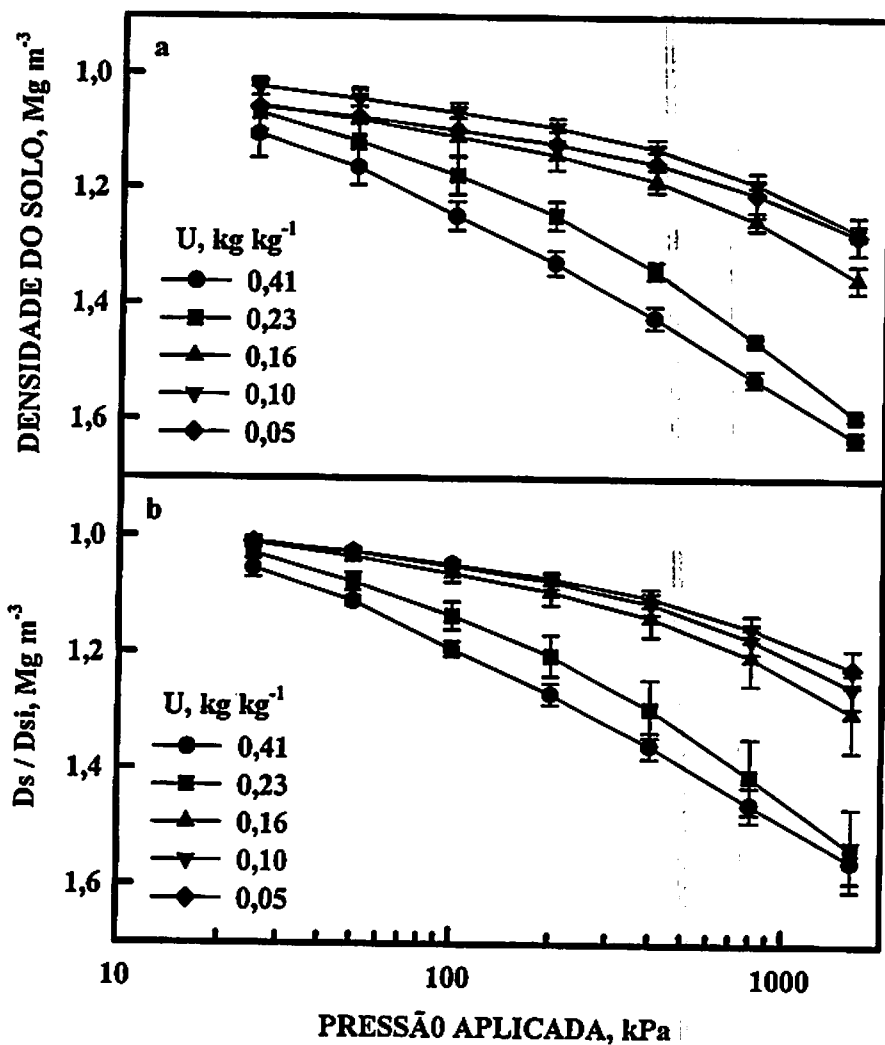 a
DENSIDADE DO SOLO, Mg m-3
1,0
1,2
1,4
1,6
U, kg kg-1
0,41
0,23
0,16
0,10
0,05
b
Ds / Dsi, Mg m-3
1,0
1,2
1,4
1,6
U, kg kg-1
0,41
0,23
0,16
0,10
0,05
10 100 1000
PRESSÃO APLICADA, kPa